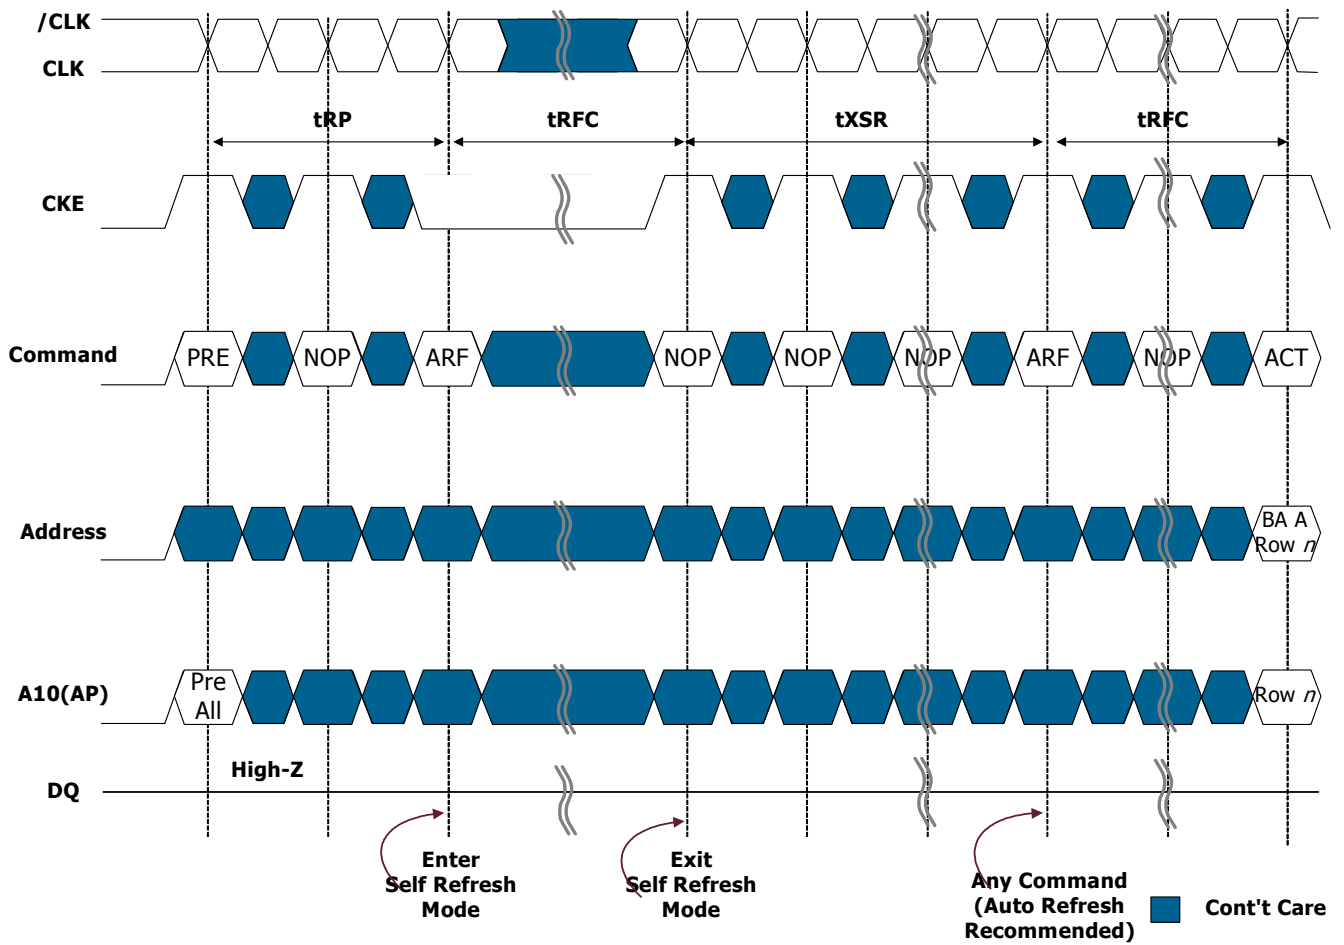 /CLK
CLK
tRP tRFC tXSR tRFC
CKE
Command PRE NOP ARF NOP NOP NOP ARF NOP ACT
Address BA A
Row n
A10(AP) Pre
All Row n
High-Z
DQ
Enter
Self Refresh
Mode
Exit
Self Refresh
Mode
Any Command
(Auto Refresh
Recommended)
Cont't Care